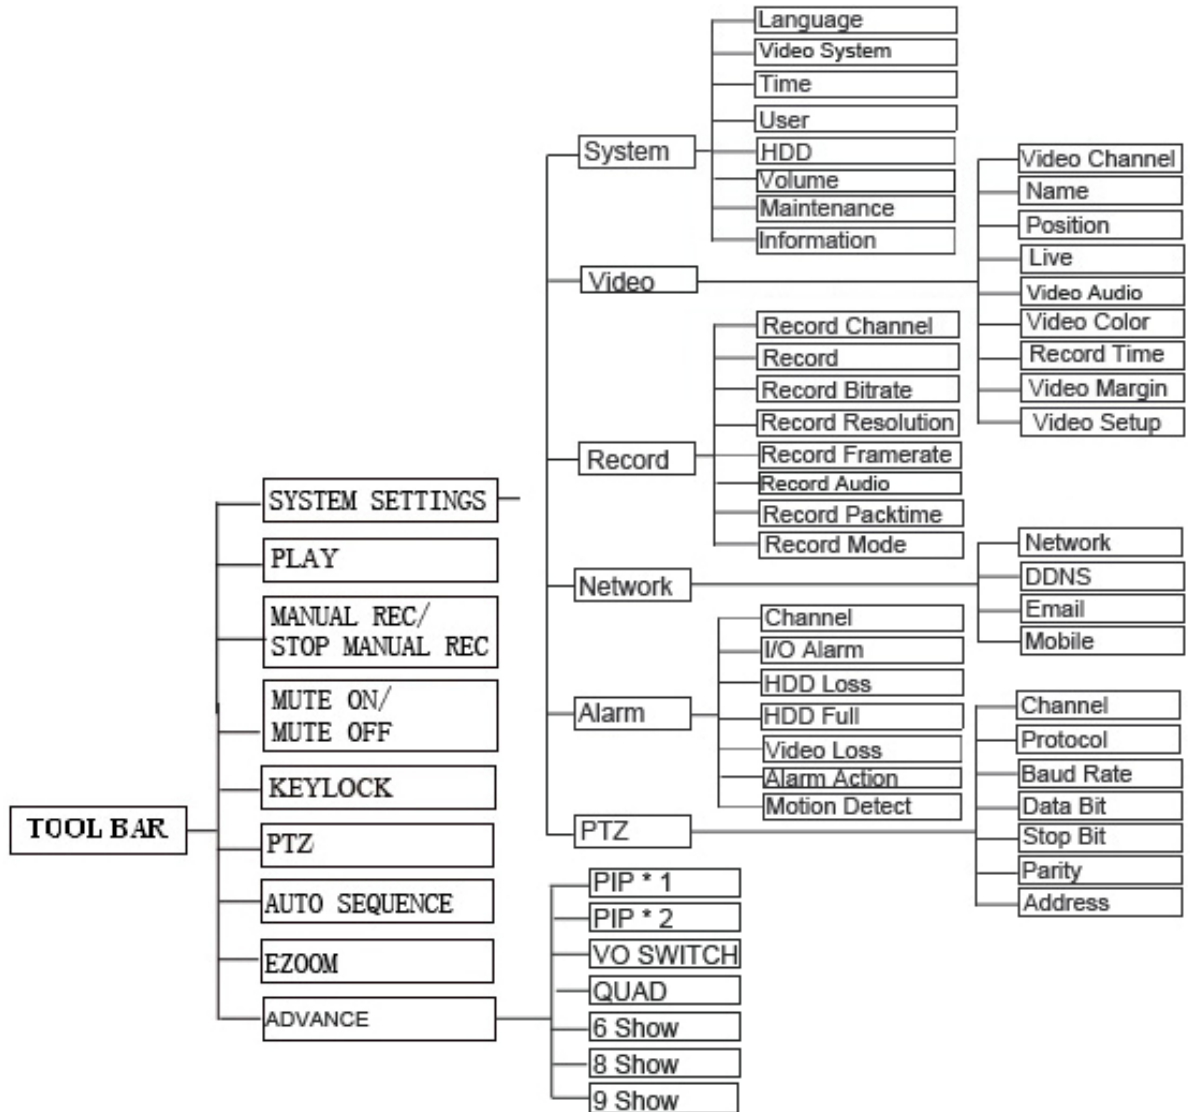 TOOL BAR
SYSTEM SETTINGS
PLAY
MANUAL REC/
STOP MANUAL REC
MUTE ON/
MUTE OFF
KEYLOCK
PTZ
AUTO SEQUENCE
EZOOM
ADVANCE
System
Video
Record
Network
Alarm
PTZ
Language
Video System
Time
User
HDD
Volume
Maintenance
Information
Video Channel
Name
Position
Live
Video Audio
Video Color
Record Time
Video Margin
Video Setup
Record Channel
Record
Record Bitrate
Record Resolution
Record Framerate
Record Audio
Record Packtime
Record Mode
Network
DDNS
Email
Mobile
Channel
I/O Alarm
HDD Loss
HDD Full
Video Loss
Alarm Action
Motion Detect
Channel
Protocol
Baud Rate
Data Bit
Stop Bit
Parity
Address
PIP * 1
PIP * 2
VO SWITCH
QUAD
6 Show
8 Show
9 Show